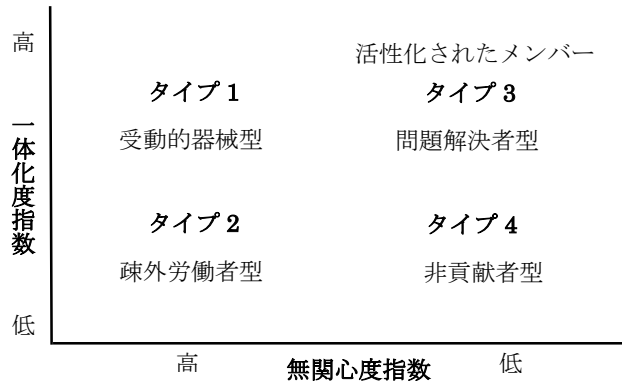 高
活性化されたメンバー
タイプ 1
タイプ 3
受動的器械型
問題解決者型
一体化度指数
タイプ 2
タイプ 4
疎外労働者型
非貢献者型
低
高
無関心度指数
低